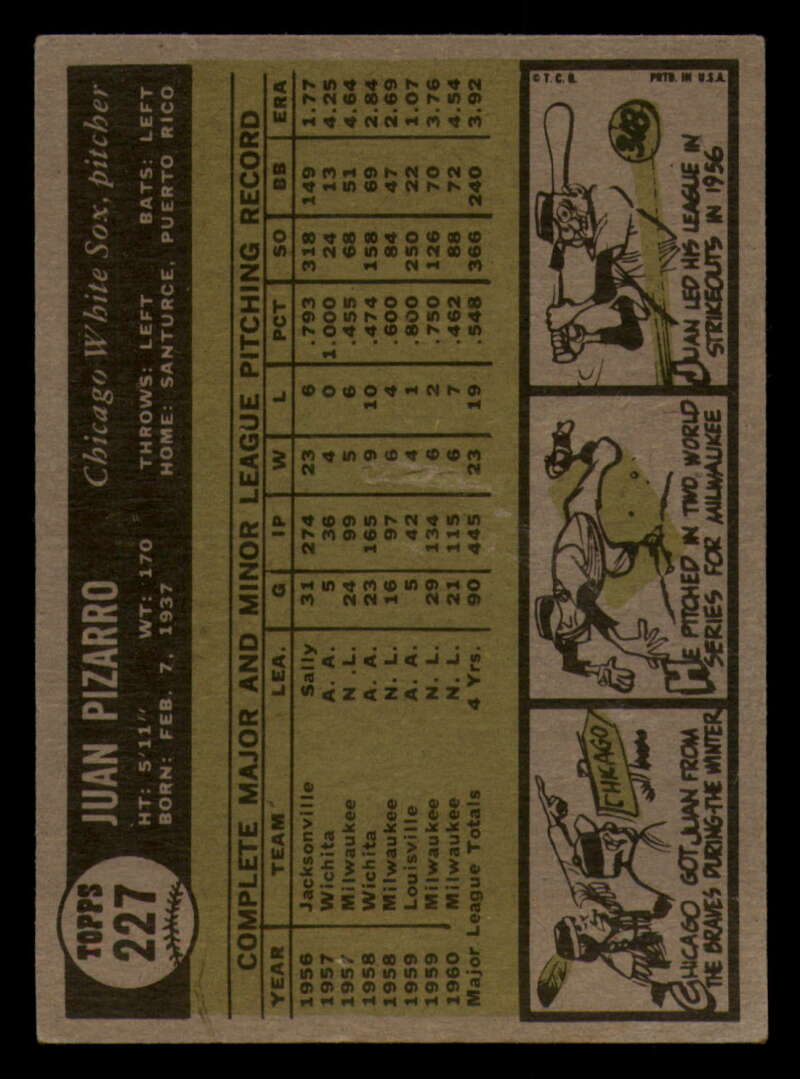 TOPPS
227
JUAN PIZARRO
Chicago White Sox, pitcher
HT: 5'11" WT: 170 THROWS: LEFT BATS: LEFT
BORN: FEB. 7, 1937 HOME: SANTURCE, PUERTO RICO
COMPLETE MAJOR AND MINOR LEAGUE PITCHING RECORD
YEAR TEAM LEA. G IP W L PCT SO BB ERA
1956 Jacksonville Sally 31 274 23 6 .793 318 149 1.77
1957 Wichita A. A. 5 36 4 0 1.000 24 13 4.25
1957 Milwaukee N. L. 24 99 5 6 .455 68 51 4.64
1958 Wichita A. A. 23 165 9 10 .474 158 69 2.84
1958 Milwaukee N. L. 16 97 6 4 .600 84 47 2.69
1959 Louisville A. A. 5 42 4 1 .800 250 22 1.07
1959 Milwaukee N. L. 29 134 6 2 .750 126 70 3.76
1960 Milwaukee N. L. 21 115 6 7 .462 88 72 4.54
Major League Totals 4 Yrs. 90 445 23 19 .548 366 240 3.92
CHICAGO
CHICAGO GOT JUAN FROM
THE BRAVES DURING THE WINTER
HE PITCHED IN TWO WORLD
SERIES FOR MILWAUKEE
© T. C. G. PRTD. IN U.S.A.
348
JUAN LED HIS LEAGUE IN
STRIKEOUTS IN 1956